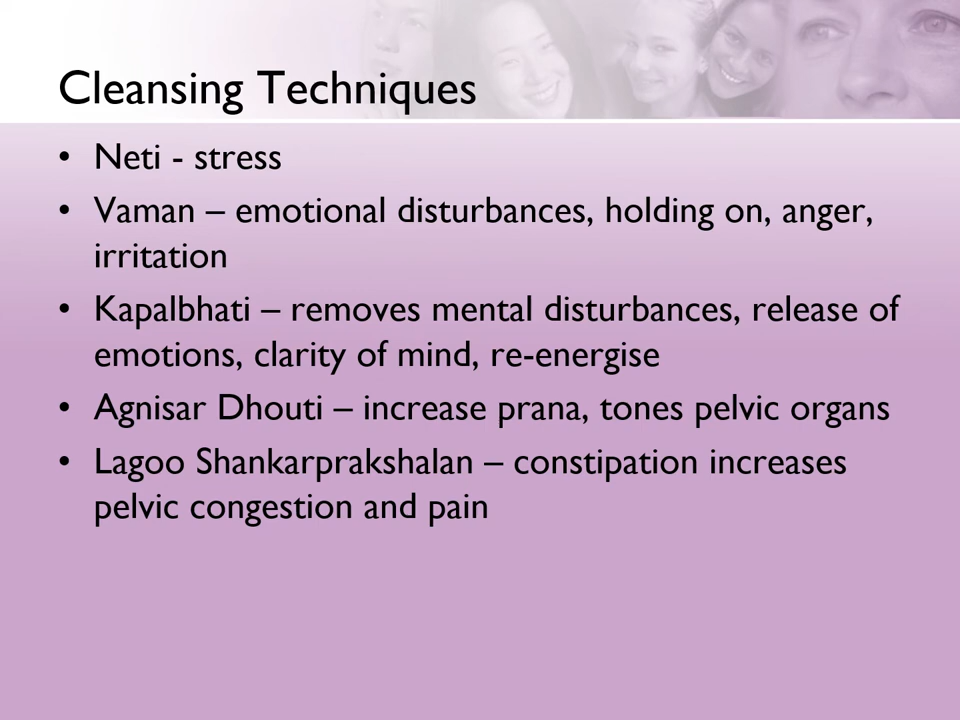 Cleansing Techniques
• Neti - stress
• Vaman – emotional disturbances, holding on, anger,
irritation
• Kapalbhati – removes mental disturbances, release of
emotions, clarity of mind, re-energise
• Agnisar Dhouti – increase prana, tones pelvic organs
• Lagoo Shankarprakshalan – constipation increases
pelvic congestion and pain